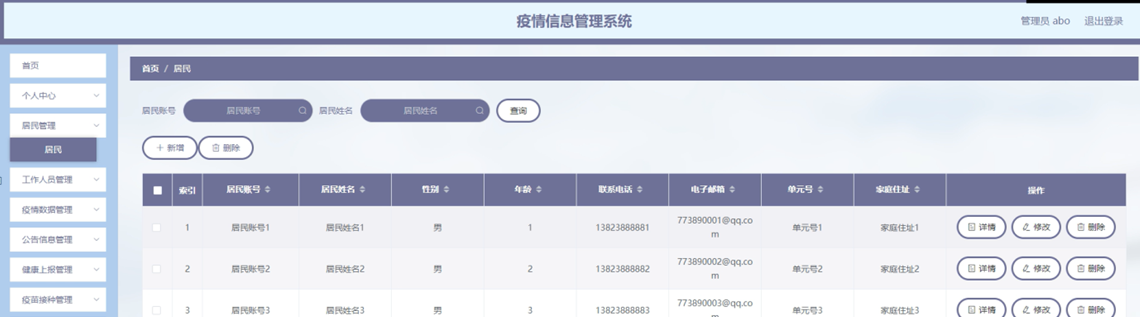 疫情信息管理系统
管理员 abo 退出登录
首页
个人中心
居民管理
居民
工作人员管理
疫情数据管理
公告信息管理
健康上报管理
疫苗接种管理
首页 / 居民
居民账号 居民账号 居民姓名 居民姓名 查询
+ 新增 删除
索引 居民账号 居民姓名 性别 年龄 联系电话 电子邮箱 单元号 家庭住址 操作
1 居民账号1 居民姓名1 男 1 13823888881 773890001@qq.co
m 单元号1 家庭住址1 详情 修改 删除
2 居民账号2 居民姓名2 男 2 13823888882 773890002@qq.co
m 单元号2 家庭住址2 详情 修改 删除
3 居民账号3 居民姓名3 男 3 13823888883 773890003@qq.co
m 单元号3 家庭住址3 详情 修改 删除